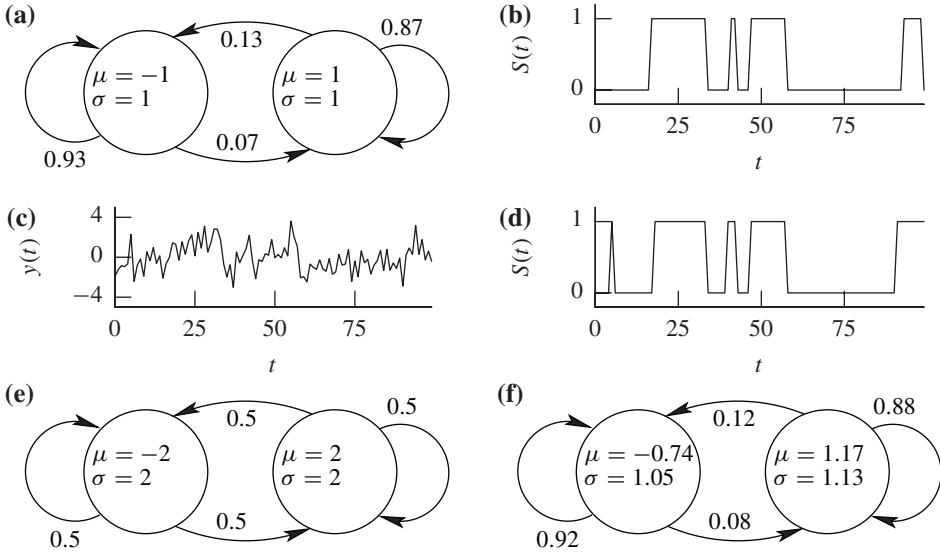 (a)
0.13
0.87
μ = −1
σ = 1
μ = 1
σ = 1
0.93
0.07
(b)
S(t)
1
0
0 25 50 75
t
(c)
y(t)
4
0
−4
0 25 50 75
t
(d)
S(t)
1
0
0 25 50 75
t
(e)
0.5
0.5
μ = −2
σ = 2
μ = 2
σ = 2
0.5
0.5
(f)
0.12
0.88
μ = −0.74
σ = 1.05
μ = 1.17
σ = 1.13
0.92
0.08